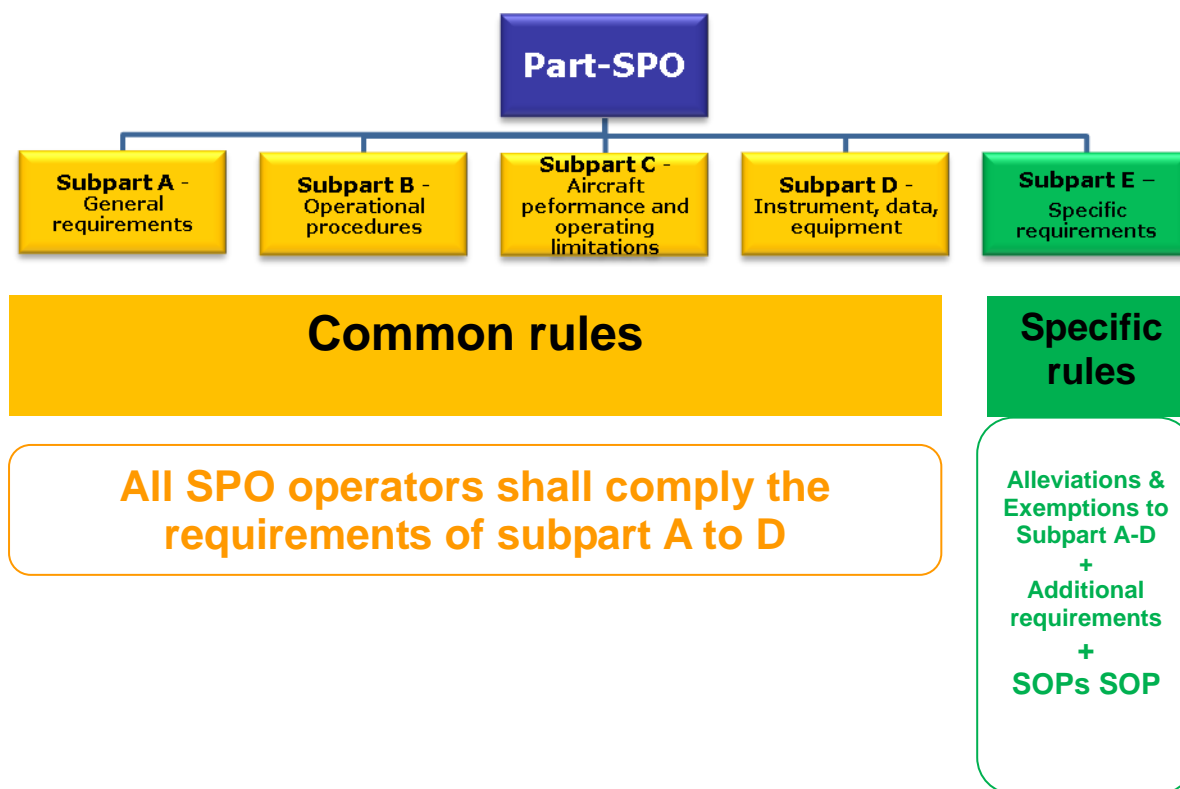 Part-SPO
Subpart A -
General
requirements
Subpart B -
Operational
procedures
Subpart C -
Aircraft
peformance and
operating
limitations
Subpart D -
Instrument, data,
equipment
Subpart E –
Specific
requirements
Common rules
Specific
rules
All SPO operators shall comply the
requirements of subpart A to D
Alleviations &
Exemptions to
Subpart A-D
+
Additional
requirements
+
SOPs SOP